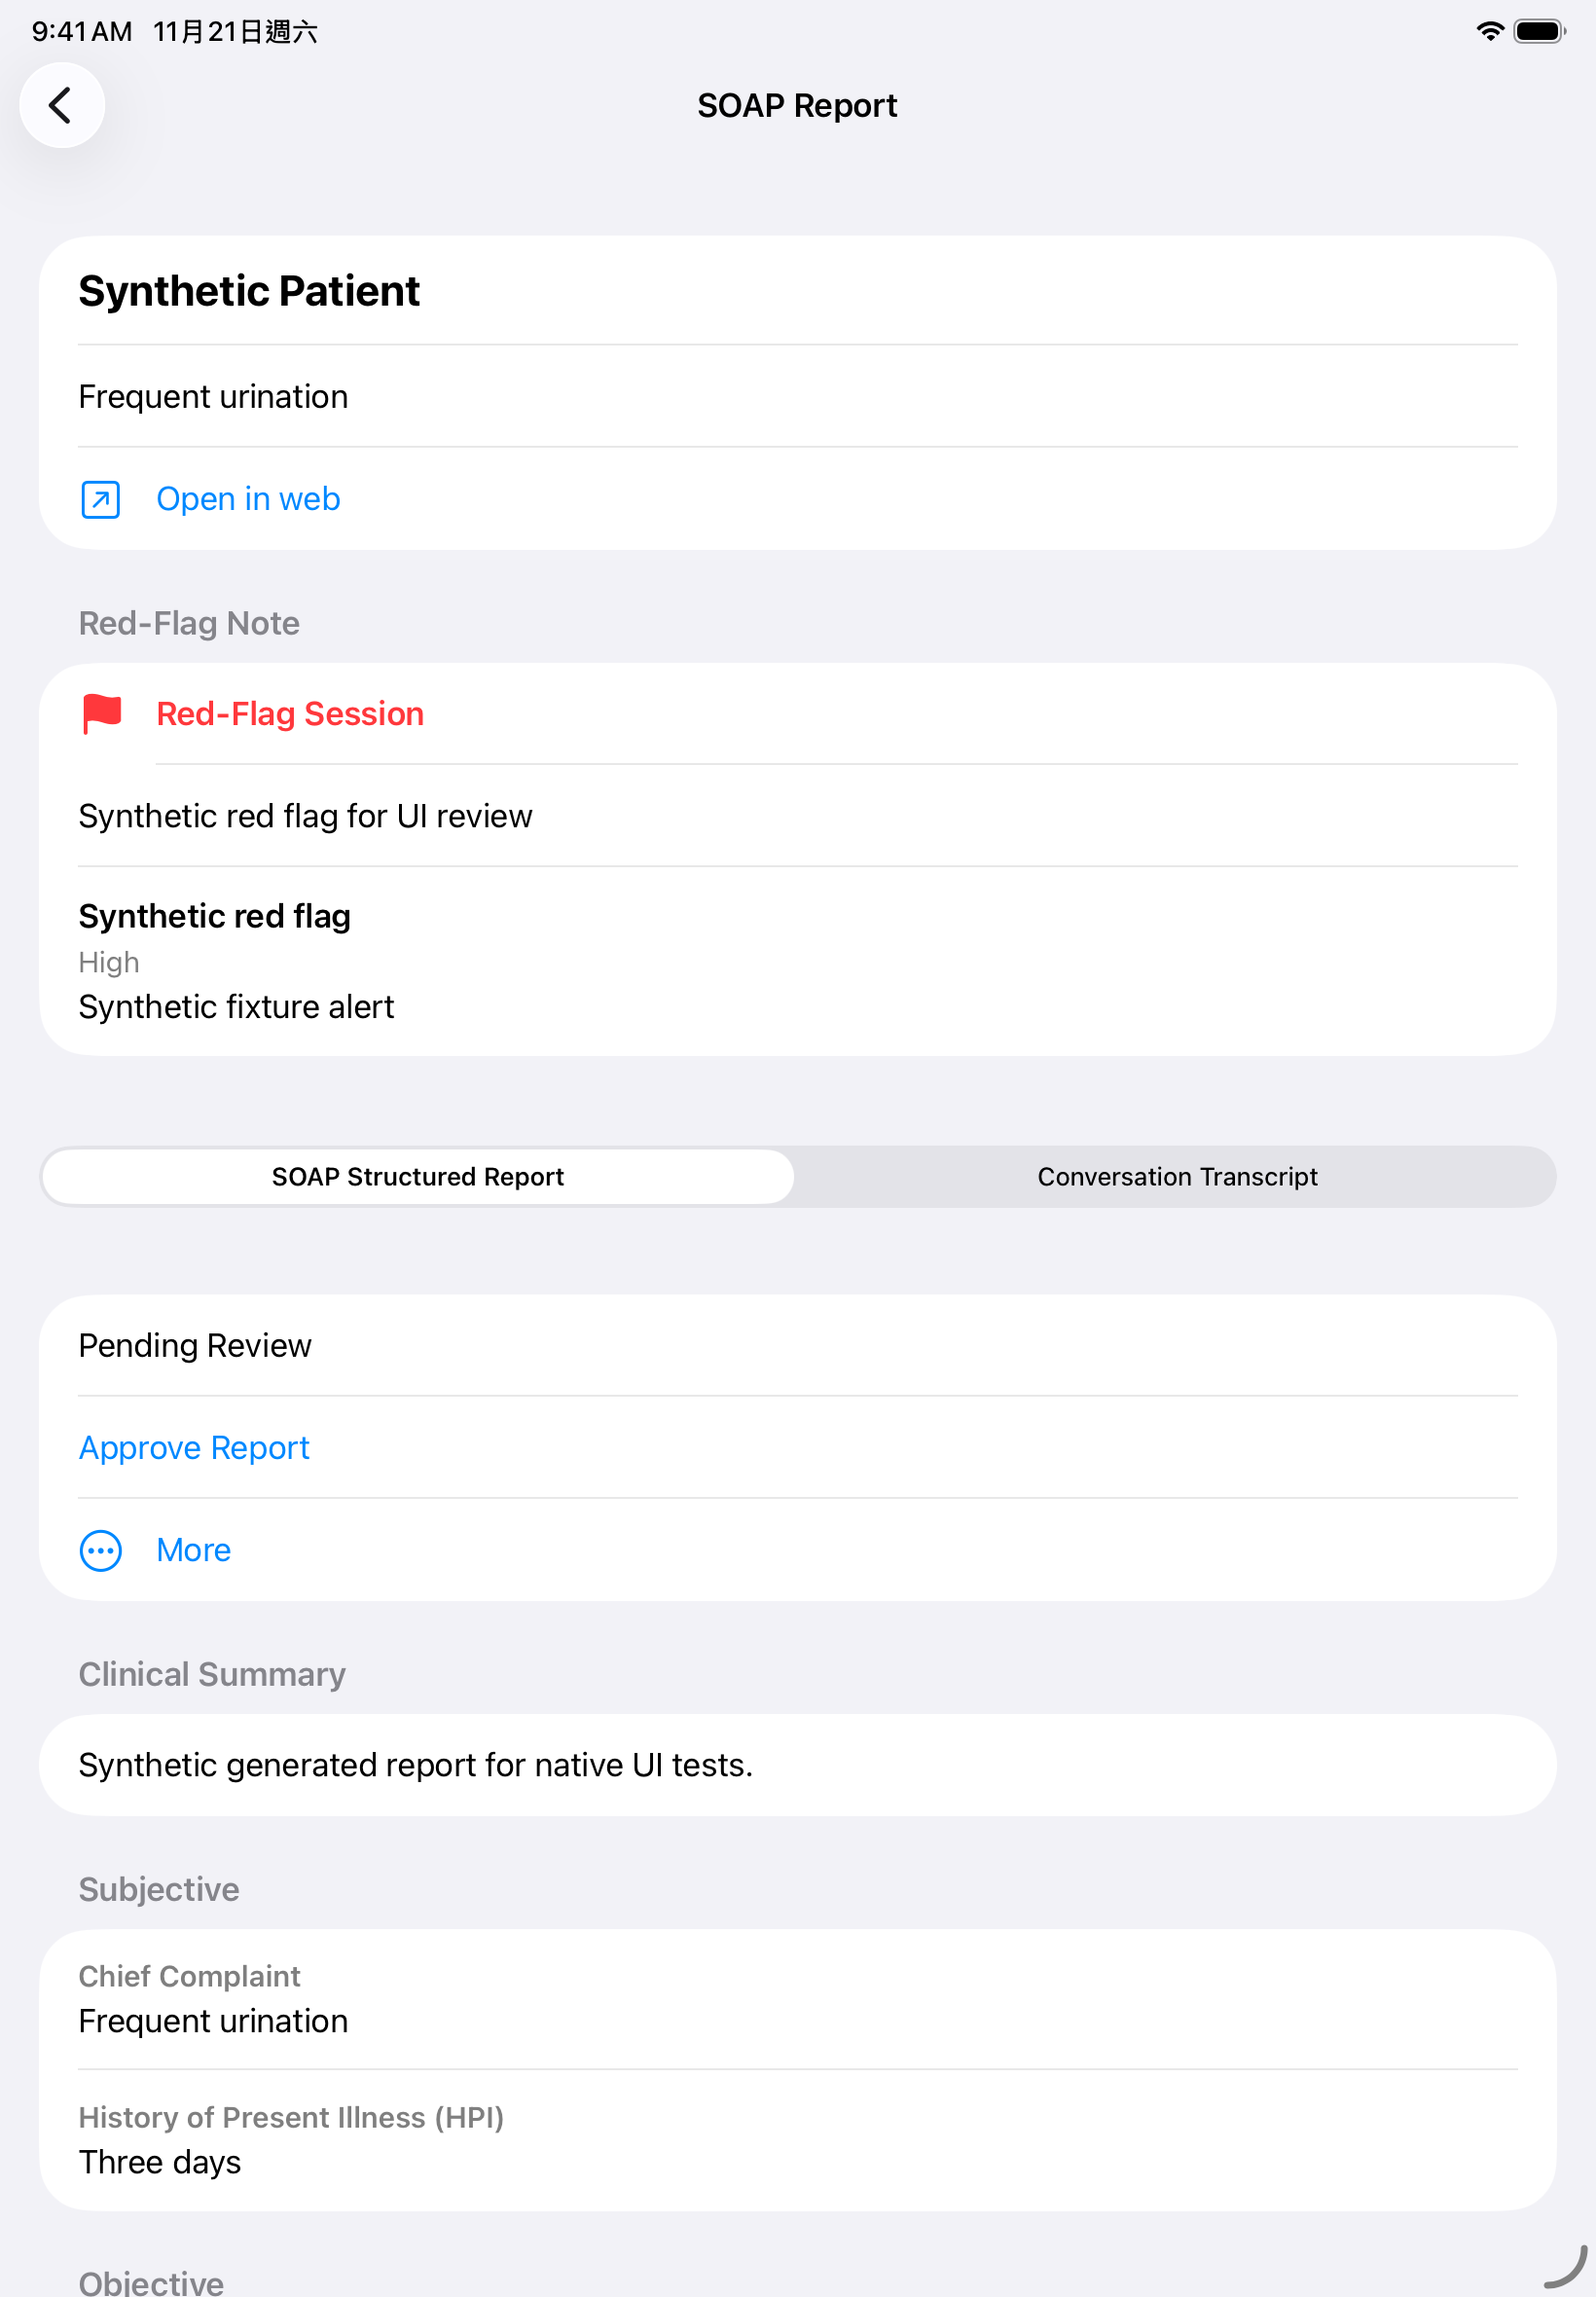 9:41 AM 11月21日週六
SOAP Report
Synthetic Patient
Frequent urination
Open in web
Red-Flag Note
Red-Flag Session
Synthetic red flag for UI review
Synthetic red flag
High
Synthetic fixture alert
SOAP Structured Report
Conversation Transcript
Pending Review
Approve Report
More
Clinical Summary
Synthetic generated report for native UI tests.
Subjective
Chief Complaint
Frequent urination
History of Present Illness (HPI)
Three days
Objective